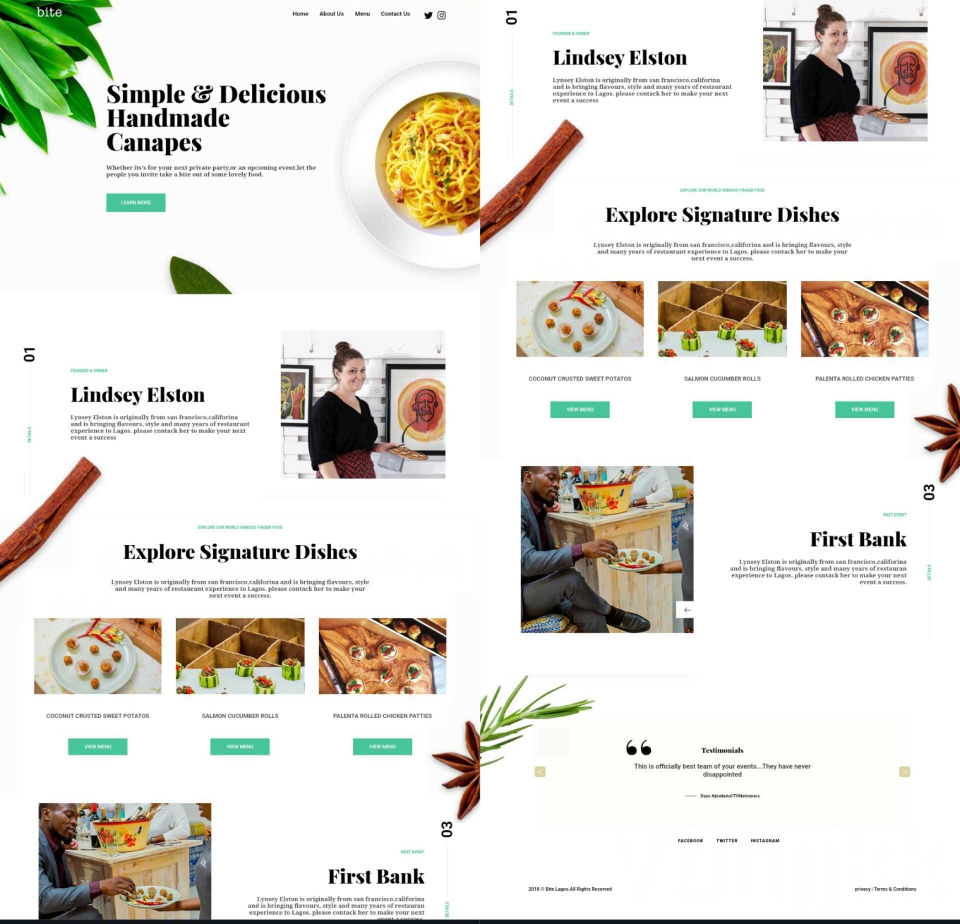 bite
Home
About Us
Menu
Contact Us
Simple & Delicious
Handmade
Canapes
Whether its's for your next private party,or an upcoming event,let the
people you invite take a bite out of some lovely food.
LEARN MORE
01
DETAILS
FOUNDER & OWNER
Lindsey Elston
Lynsey Elston is originally from san francisco,califorina
and is bringing flavours, style and many years of restaurant
experience to Lagos. please contack her to make your next
event a success
EXPLORE OUR WORLD FAMOUS FINGER FOOD
Explore Signature Dishes
Lynsey Elston is originally from san francisco,califorina and is bringing flavours, style
and many years of restaurant experience to Lagos. please contack her to make your
next event a success.
COCONUT CRUSTED SWEET POTATOS
SALMON CUCUMBER ROLLS
PALENTA ROLLED CHICKEN PATTIES
VIEW MENU
VIEW MENU
VIEW MENU
03
DETAILS
PAST EVENT
First Bank
Lynsey Elston is originally from san francisco,califorina
and is bringing flavours, style and many years of restauran
experience to Lagos. please contack her to make your next
event a success.
01
DETAILS
FOUNDER & OWNER
Lindsey Elston
Lynsey Elston is originally from san francisco,califorina
and is bringing flavours, style and many years of restaurant
experience to Lagos. please contack her to make your next
event a success
EXPLORE OUR WORLD FAMOUS FINGER FOOD
Explore Signature Dishes
Lynsey Elston is originally from san francisco,califorina and is bringing flavours, style
and many years of restaurant experience to Lagos. please contack her to make your
next event a success.
COCONUT CRUSTED SWEET POTATOS
SALMON CUCUMBER ROLLS
PALENTA ROLLED CHICKEN PATTIES
VIEW MENU
VIEW MENU
VIEW MENU
03
DETAILS
PAST EVENT
First Bank
Lynsey Elston is originally from san francisco,califorina
and is bringing flavours, style and many years of restauran
experience to Lagos. please contack her to make your next
event a success.
Testimonials
This is officially best team of your events...They have never
disappointed
FACEBOOK
TWITTER
INSTAGRAM
2018 © Bite Lagos.All Rights Reserved
privacy | Terms & Conditions